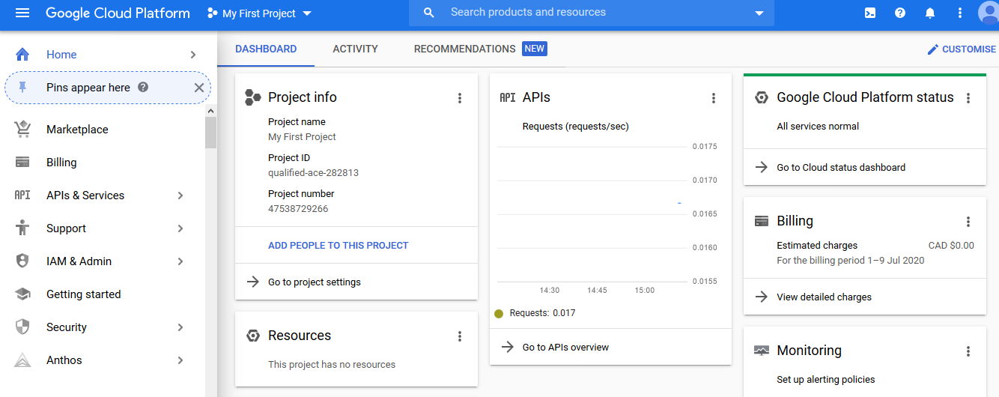 Google Cloud Platform
My First Project
Search products and resources
Home
Pins appear here
Marketplace
Billing
API
APIs & Services
Support
IAM & Admin
Getting started
Security
Anthos
DASHBOARD
ACTIVITY
RECOMMENDATIONS NEW
CUSTOMISE
Project info
Project name
My First Project
Project ID
qualified-ace-282813
Project number
47538729266
ADD PEOPLE TO THIS PROJECT
Go to project settings
Resources
This project has no resources
API APIs
Requests (requests/sec)
0.0175
0.0170
0.0165
0.0160
0.0155
14:30 14:45 15:00
Requests: 0.017
Go to APIs overview
Google Cloud Platform status
All services normal
Go to Cloud status dashboard
Billing
Estimated charges CAD $0.00
For the billing period 1–9 Jul 2020
View detailed charges
Monitoring
Set up alerting policies